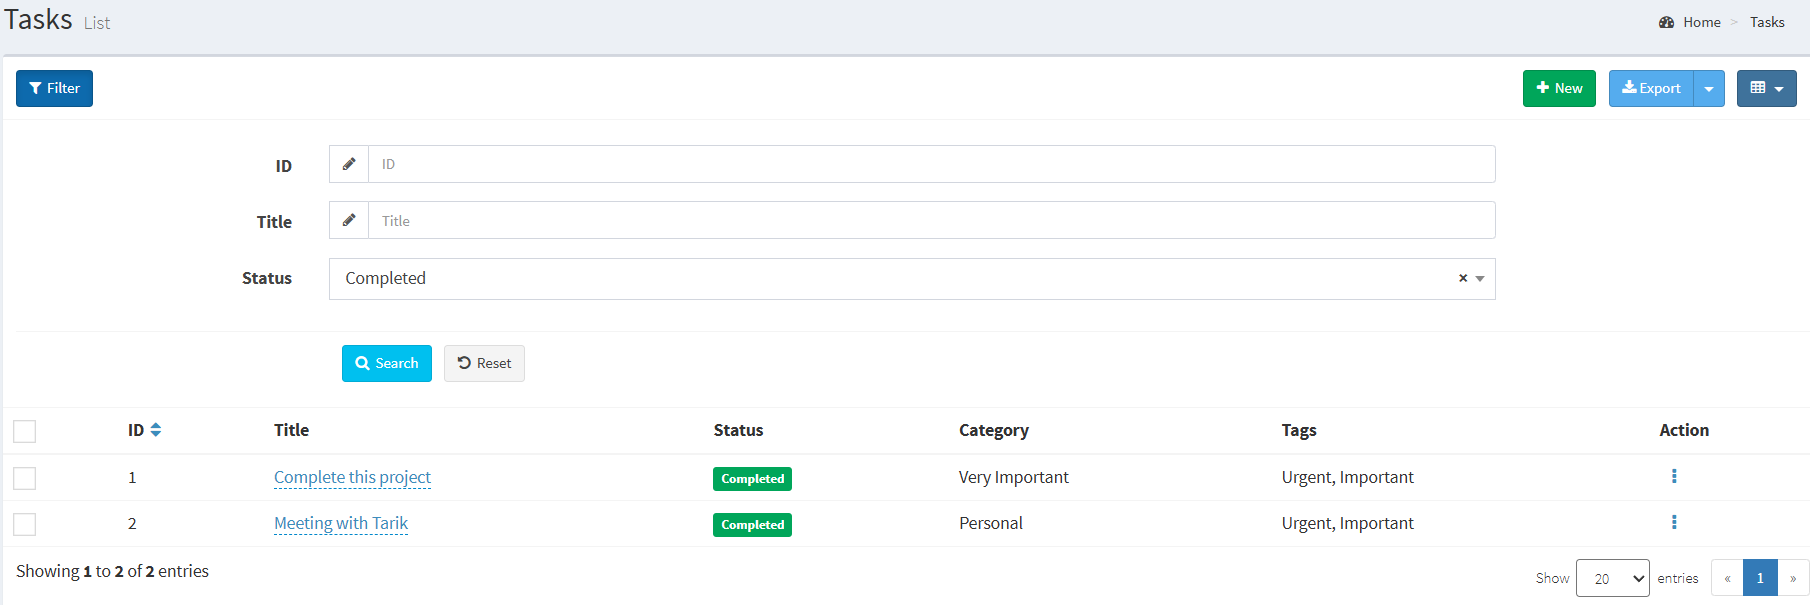 Tasks List
Home > Tasks
Filter
New Export
ID ID
Title Title
Status Completed ×
Search Reset
ID Title Status Category Tags Action
1 Complete this project Completed Very Important Urgent, Important
2 Meeting with Tarik Completed Personal Urgent, Important
Showing 1 to 2 of 2 entries
Show 20 entries « 1 »